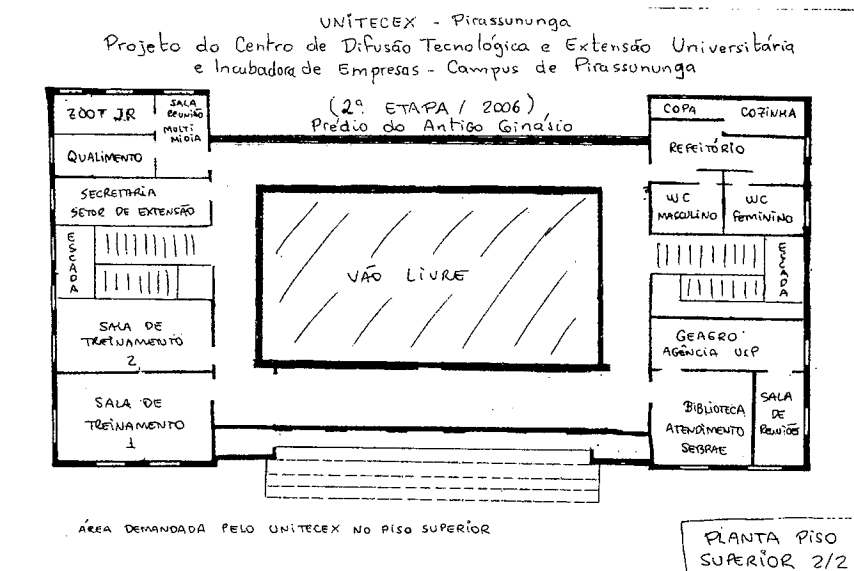 UNITECEX - Pirassununga
Projeto do Centro de Difusão Tecnológica e Extensão Universitária
e Incubadora de Empresas - Campus de Pirassununga
(2ª ETAPA / 2006)
Prédio do Antigo Ginásio
ZOOT JR
SALA
REUNIÃO
MULTI
MIDIA
QUALIMENTO
SECRETARIA
SETOR DE EXTENSÃO
ESCADA
SALA DE
TREINAMENTO
2
SALA DE
TREINAMENTO
1
VÃO LIVRE
COPA
COZINHA
REFEITÓRIO
WC
MASCULINO
WC
FEMININO
ESCADA
GEAGRO
AGÊNCIA USP
BIBLIOTECA
ATENDIMENTO
SEBRAE
SALA
DE
REUNIÕES
ÁREA DEMANDADA PELO UNITECEX NO PISO SUPERIOR
PLANTA PISO
SUPERIOR 2/2